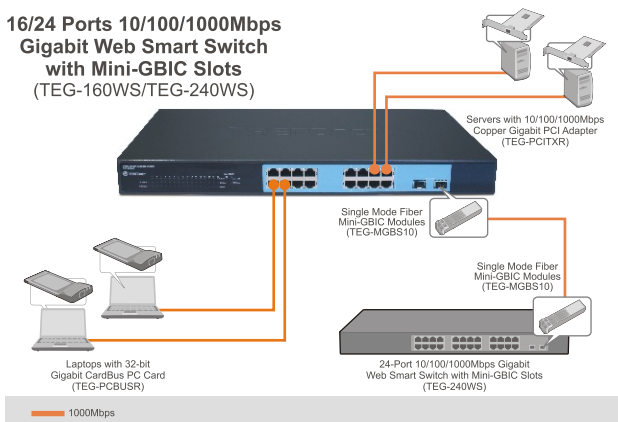 16/24 Ports 10/100/1000Mbps
Gigabit Web Smart Switch
with Mini-GBIC Slots
(TEG-160WS/TEG-240WS)
Servers with 10/100/1000Mbps
Copper Gigabit PCI Adapter
(TEG-PCITXR)
Single Mode Fiber
Mini-GBIC Modules
(TEG-MGBS10)
Single Mode Fiber
Mini-GBIC Modules
(TEG-MGBS10)
Laptops with 32-bit
Gigabit CardBus PC Card
(TEG-PCBUSR)
24-Port 10/100/1000Mbps Gigabit
Web Smart Switch with Mini-GBIC Slots
(TEG-240WS)
1000Mbps